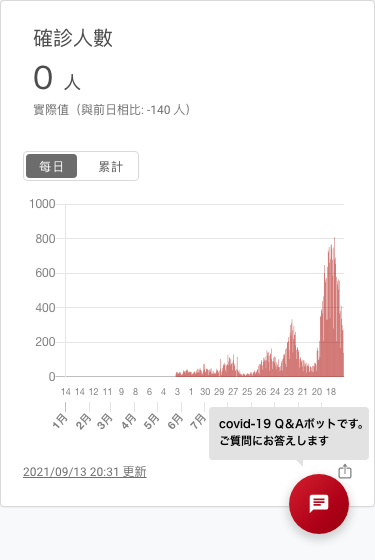 確診人數
0 人
實際值（與前日相比: -140 人）
每日 累計
1000
800
600
400
200
0
14 14 12 11 9 8 6 4 3 1 30 29 27 25 26 24 23 21 20 18
1月 2月 3月 4月 5月 6月 7月
covid-19 Q&Aボットです。
ご質問にお答えします
2021/09/13 20:31 更新